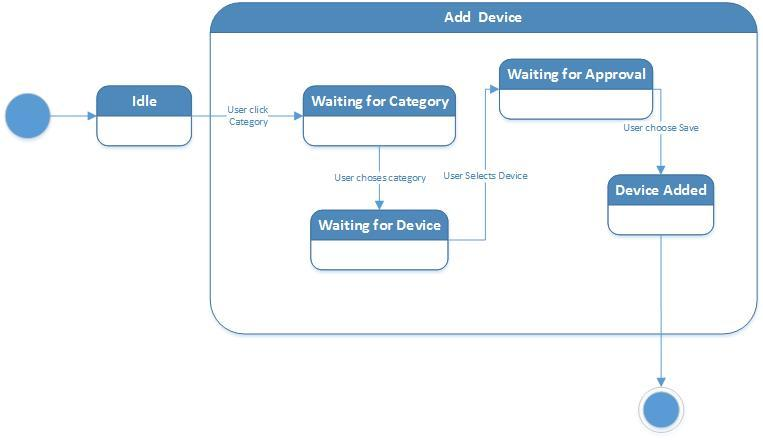 Add Device
Idle
User click
Category
Waiting for Category
Waiting for Approval
User choose Save
User choses category
User Selects Device
Device Added
Waiting for Device